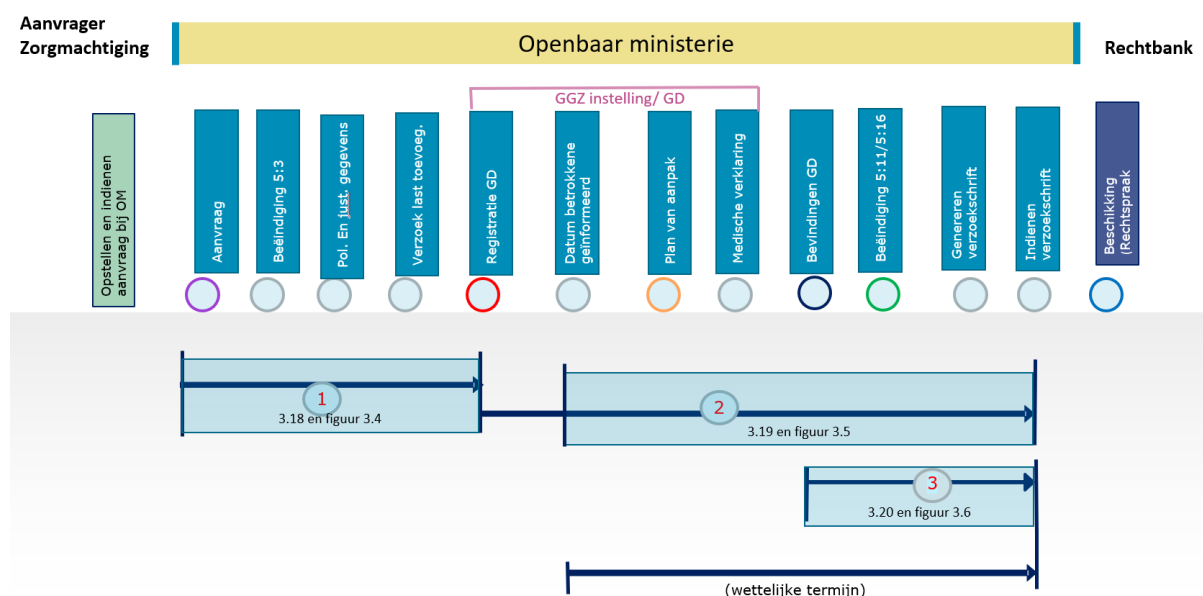 Aanvrager
Zorgmachtiging
Openbaar ministerie
Rechtbank
GGZ instelling/ GD
Opstellen en indienen
aanvraag bij OM
Aanvraag
Beëindiging 5:3
Pol. En just. gegevens
Verzoek last toevoeg.
Registratie GD
Datum betrokkene
geïnformeerd
Plan van aanpak
Medische verklaring
Bevindingen GD
Beëindiging 5:11/5:16
Genereren
verzoekschrift
Indienen
verzoekschrift
Beschikking
(Rechtspraak
1
3.18 en figuur 3.4
2
3.19 en figuur 3.5
3
3.20 en figuur 3.6
(wettelijke termijn)